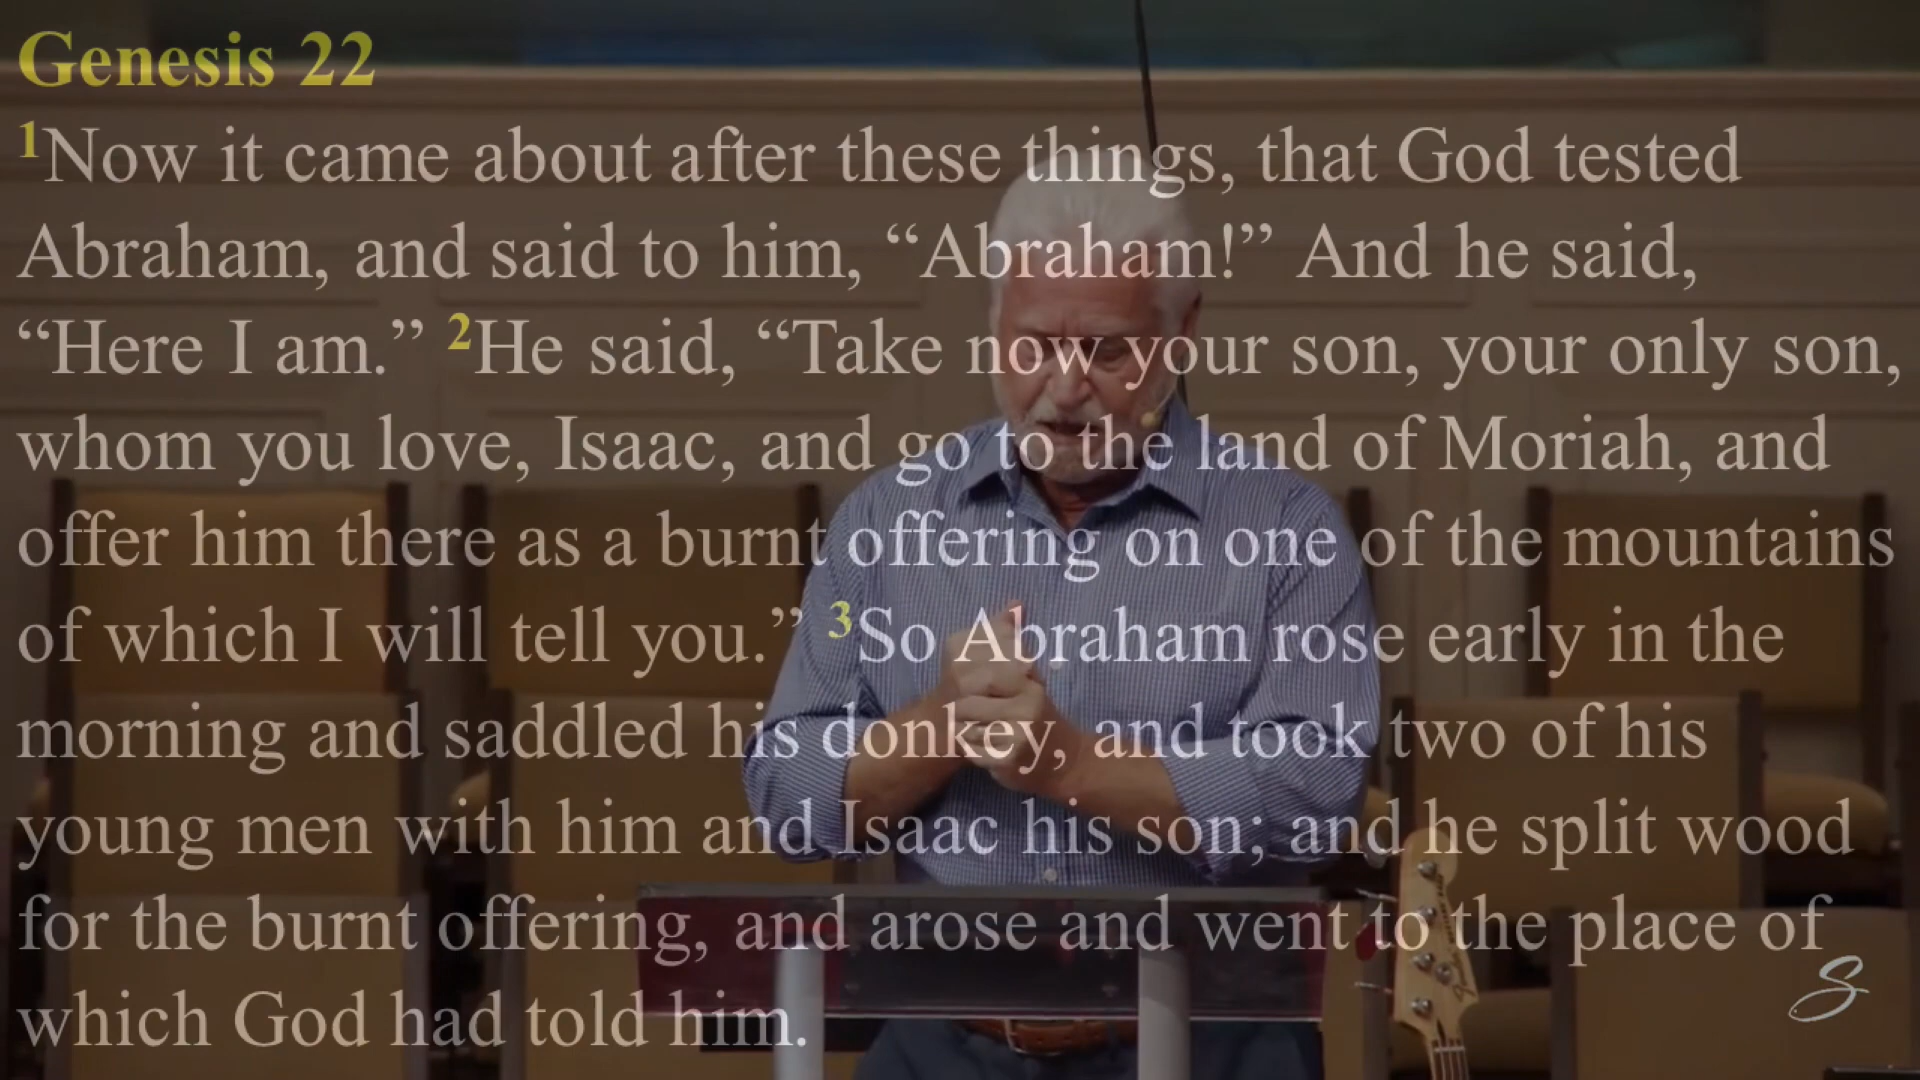 Genesis 22
1Now it came about after these things, that God tested
Abraham, and said to him, “Abraham!” And he said,
“Here I am.” 2He said, “Take now your son, your only son,
whom you love, Isaac, and go to the land of Moriah, and
offer him there as a burnt offering on one of the mountains
of which I will tell you.” 3So Abraham rose early in the
morning and saddled his donkey, and took two of his
young men with him and Isaac his son; and he split wood
for the burnt offering, and arose and went to the place of
which God had told him.
S